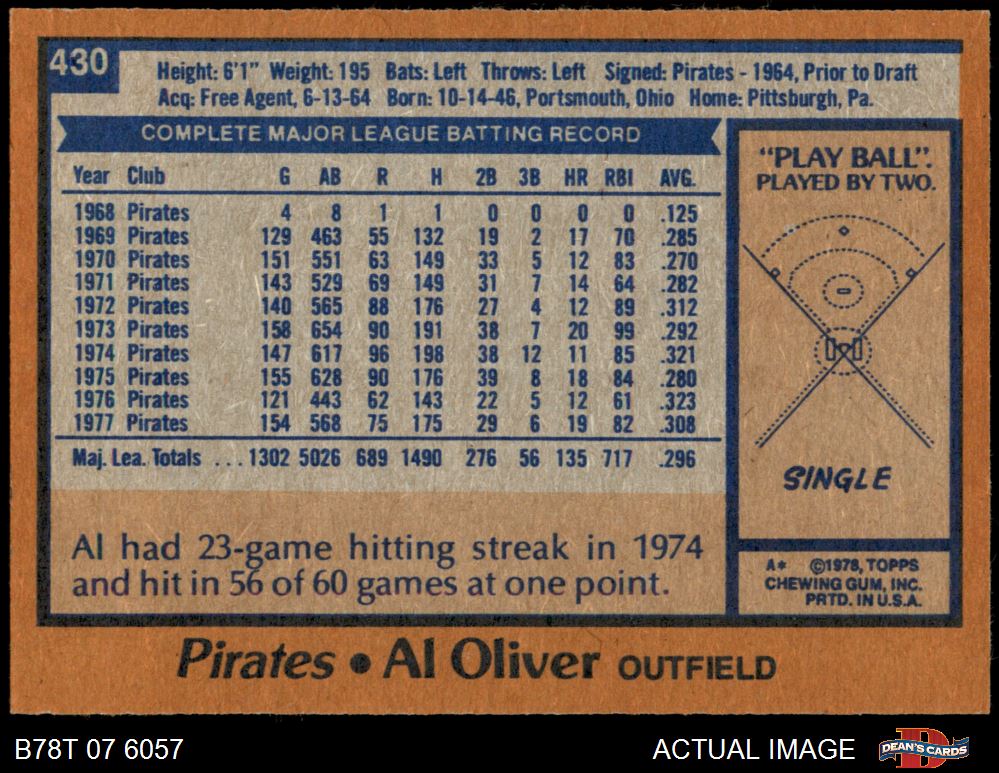 430
Height: 6'1" Weight: 195 Bats: Left Throws: Left Signed: Pirates - 1964, Prior to Draft
Acq: Free Agent, 6-13-64 Born: 10-14-46, Portsmouth, Ohio Home: Pittsburgh, Pa.
COMPLETE MAJOR LEAGUE BATTING RECORD
Year Club G AB R H 2B 3B HR RBI AVG.
1968 Pirates 4 8 1 1 0 0 0 0 .125
1969 Pirates 129 463 55 132 19 2 17 70 .285
1970 Pirates 151 551 63 149 33 5 12 83 .270
1971 Pirates 143 529 69 149 31 7 14 64 .282
1972 Pirates 140 565 88 176 27 4 12 89 .312
1973 Pirates 158 654 90 191 38 7 20 99 .292
1974 Pirates 147 617 96 198 38 12 11 85 .321
1975 Pirates 155 628 90 176 39 8 18 84 .280
1976 Pirates 121 443 62 143 22 5 12 61 .323
1977 Pirates 154 568 75 175 29 6 19 82 .308
Maj. Lea. Totals ... 1302 5026 689 1490 276 56 135 717 .296
Al had 23-game hitting streak in 1974
and hit in 56 of 60 games at one point.
"PLAY BALL".
PLAYED BY TWO.
SINGLE
A* ©1978, TOPPS
CHEWING GUM, INC.
PRTD. IN U.S.A.
Pirates • Al Oliver OUTFIELD
B78T 07 6057
ACTUAL IMAGE
D
DEAN'S CARDS